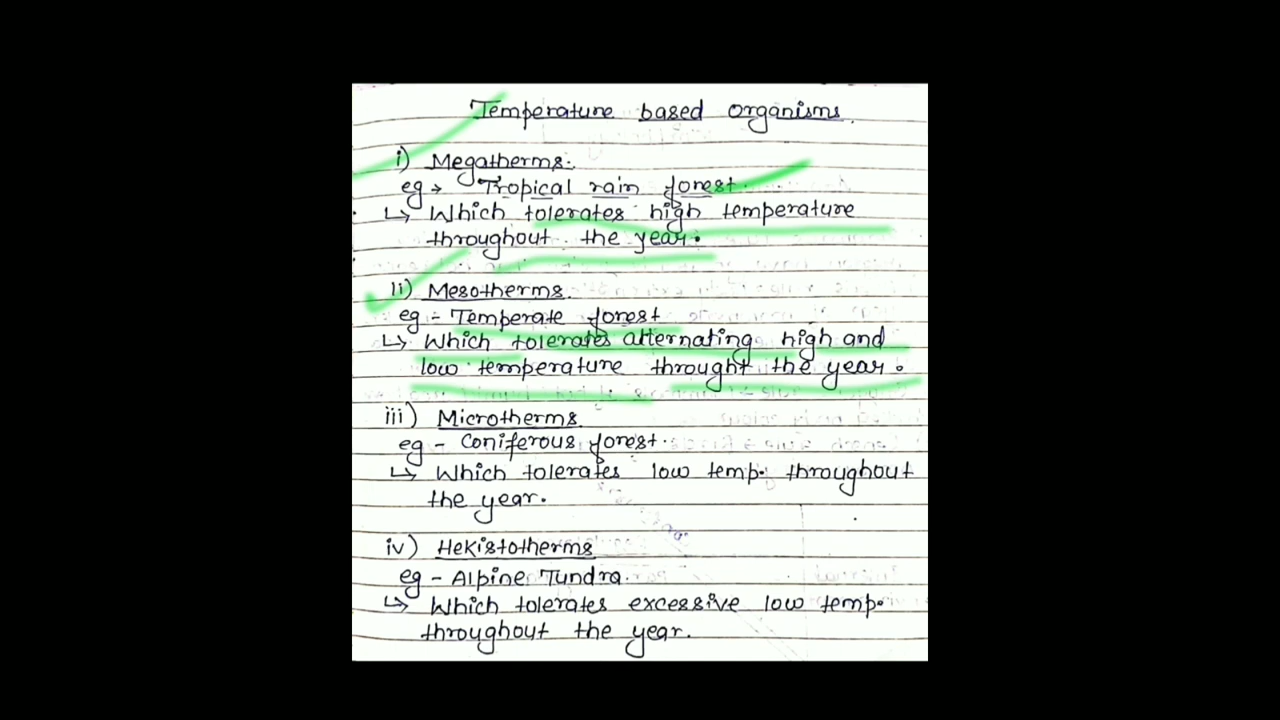 Temperature based organisms.
i) Megatherms:.
eg → Tropical rain forest.
↳ Which tolerates high temperature
throughout the year.
ii) Mesotherms.
eg - Temperate forest
↳ Which tolerates alternating high and
low temperature throught the year.
iii) Microtherms.
eg - Coniferous forest.
↳ Which tolerates low temp. throughout
the year.
iv) Hekistotherms
eg - Alpine Tundra.
↳ Which tolerates excessive low temp.
throughout the year.